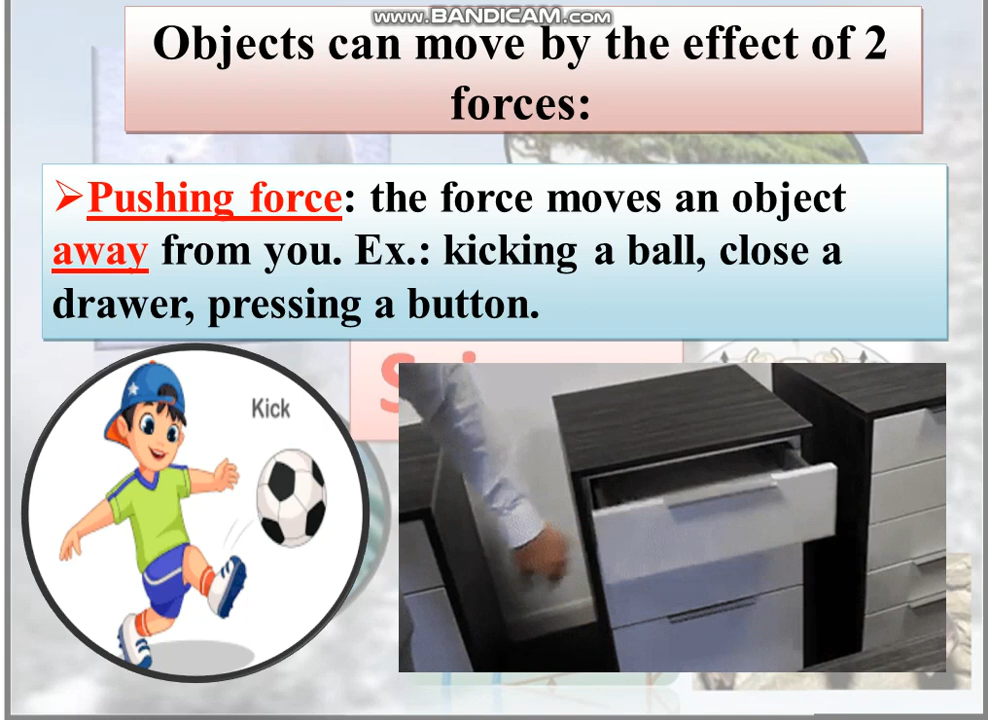 www.BANDICAM.com
Objects can move by the effect of 2
forces:
➢Pushing force: the force moves an object
away from you. Ex.: kicking a ball, close a
drawer, pressing a button.
Kick